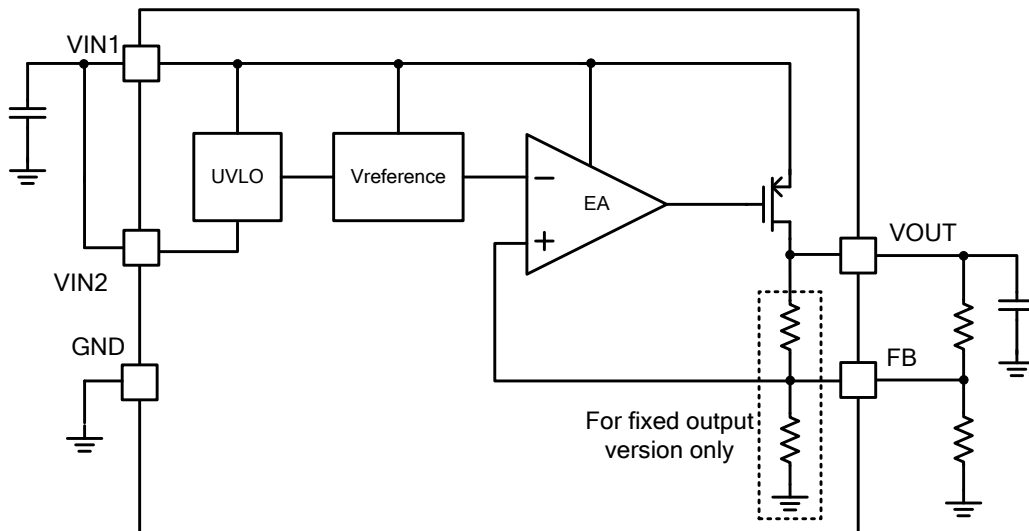 VIN1
UVLO
Vreference
−
EA
+
VIN2
VOUT
GND
FB
For fixed output
version only